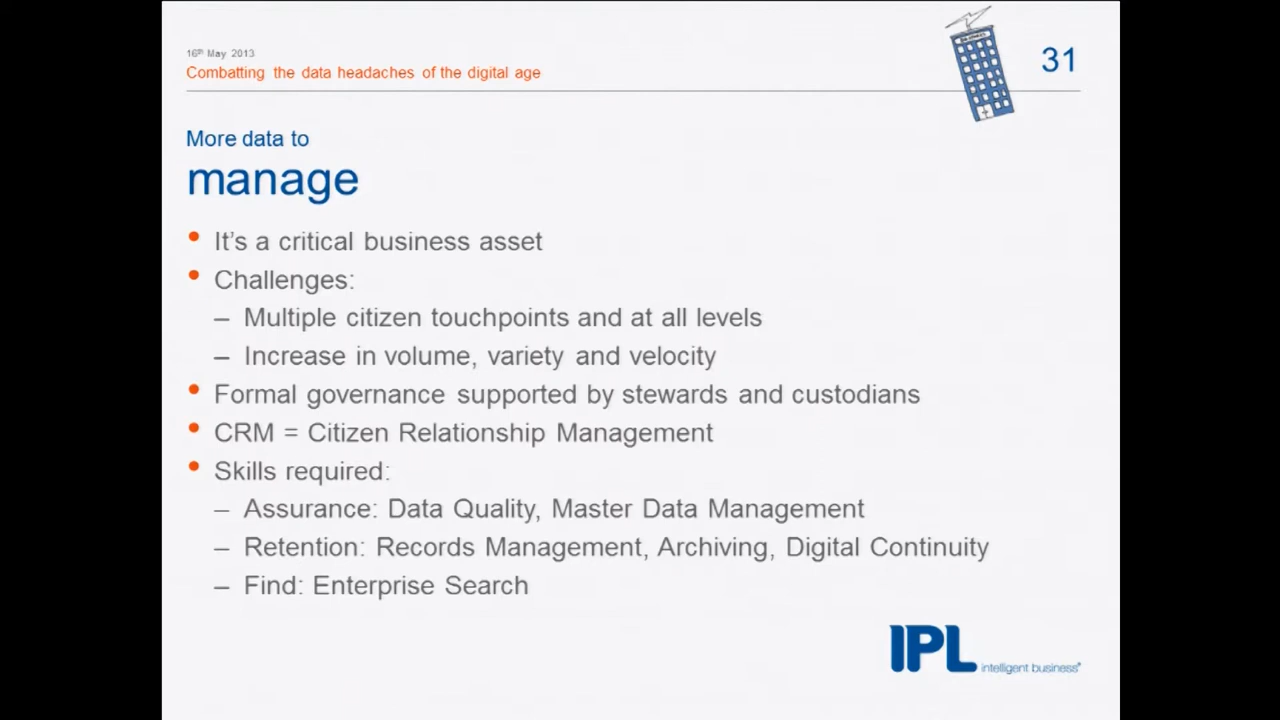 16th May 2013
Combatting the data headaches of the digital age
31
More data to
manage
• It's a critical business asset
• Challenges:
– Multiple citizen touchpoints and at all levels
– Increase in volume, variety and velocity
• Formal governance supported by stewards and custodians
• CRM = Citizen Relationship Management
• Skills required:
– Assurance: Data Quality, Master Data Management
– Retention: Records Management, Archiving, Digital Continuity
– Find: Enterprise Search
IPL intelligent business®